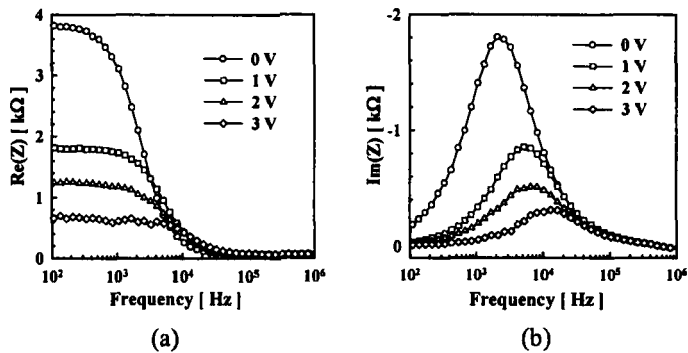 4
3
2
1
0
Re(Z) [ kΩ ]
0 V
1 V
2 V
3 V
10² 10³ 10⁴ 10⁵ 10⁶
Frequency [ Hz ]
(a)
-2
-1
0
Im(Z) [ kΩ ]
0 V
1 V
2 V
3 V
10² 10³ 10⁴ 10⁵ 10⁶
Frequency [ Hz ]
(b)